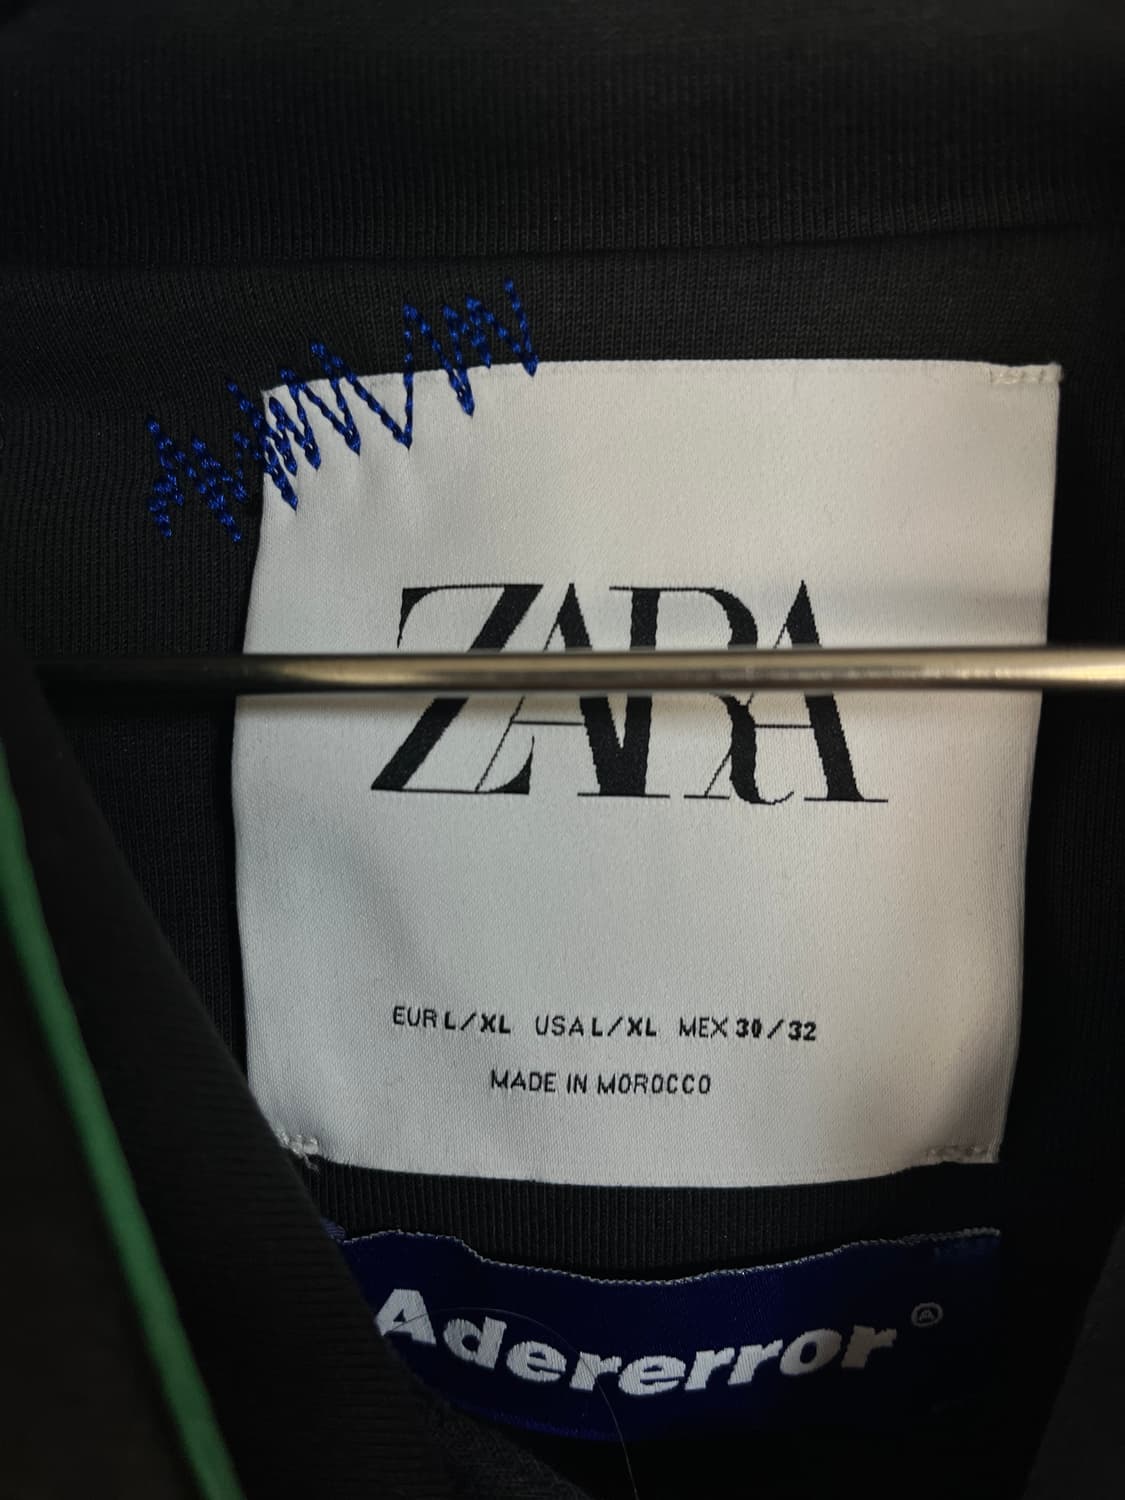 ZARA
EUR L/XL USA L/XL MEX 30/32
MADE IN MOROCCO
Adererror